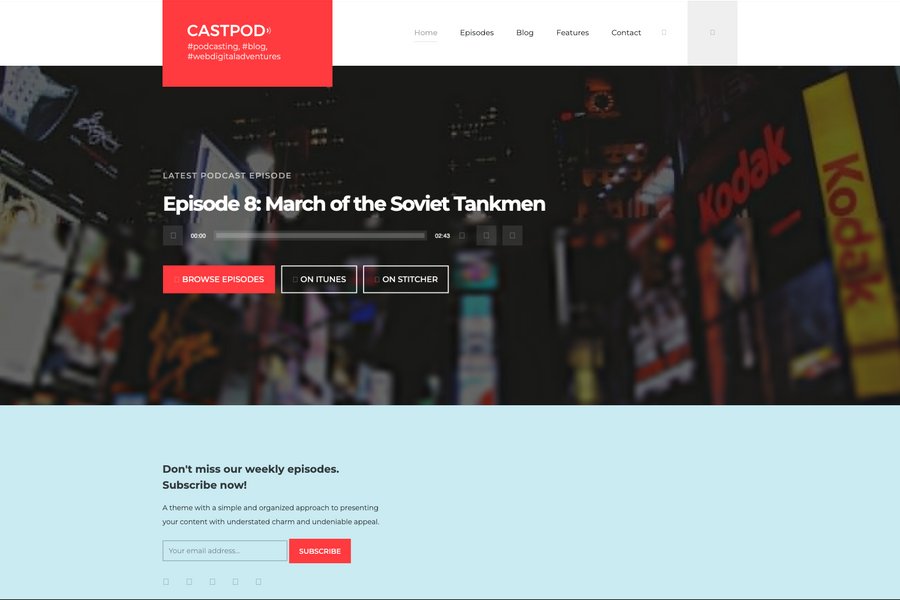 CASTPOD
#podcasting, #blog,
#webdigitaladventures
Home Episodes Blog Features Contact
Kodak
Kodak
LATEST PODCAST EPISODE
Episode 8: March of the Soviet Tankmen
00:00 02:43
BROWSE EPISODES ON ITUNES ON STITCHER
Don't miss our weekly episodes.
Subscribe now!
A theme with a simple and organized approach to presenting
your content with understated charm and undeniable appeal.
Your email address... SUBSCRIBE